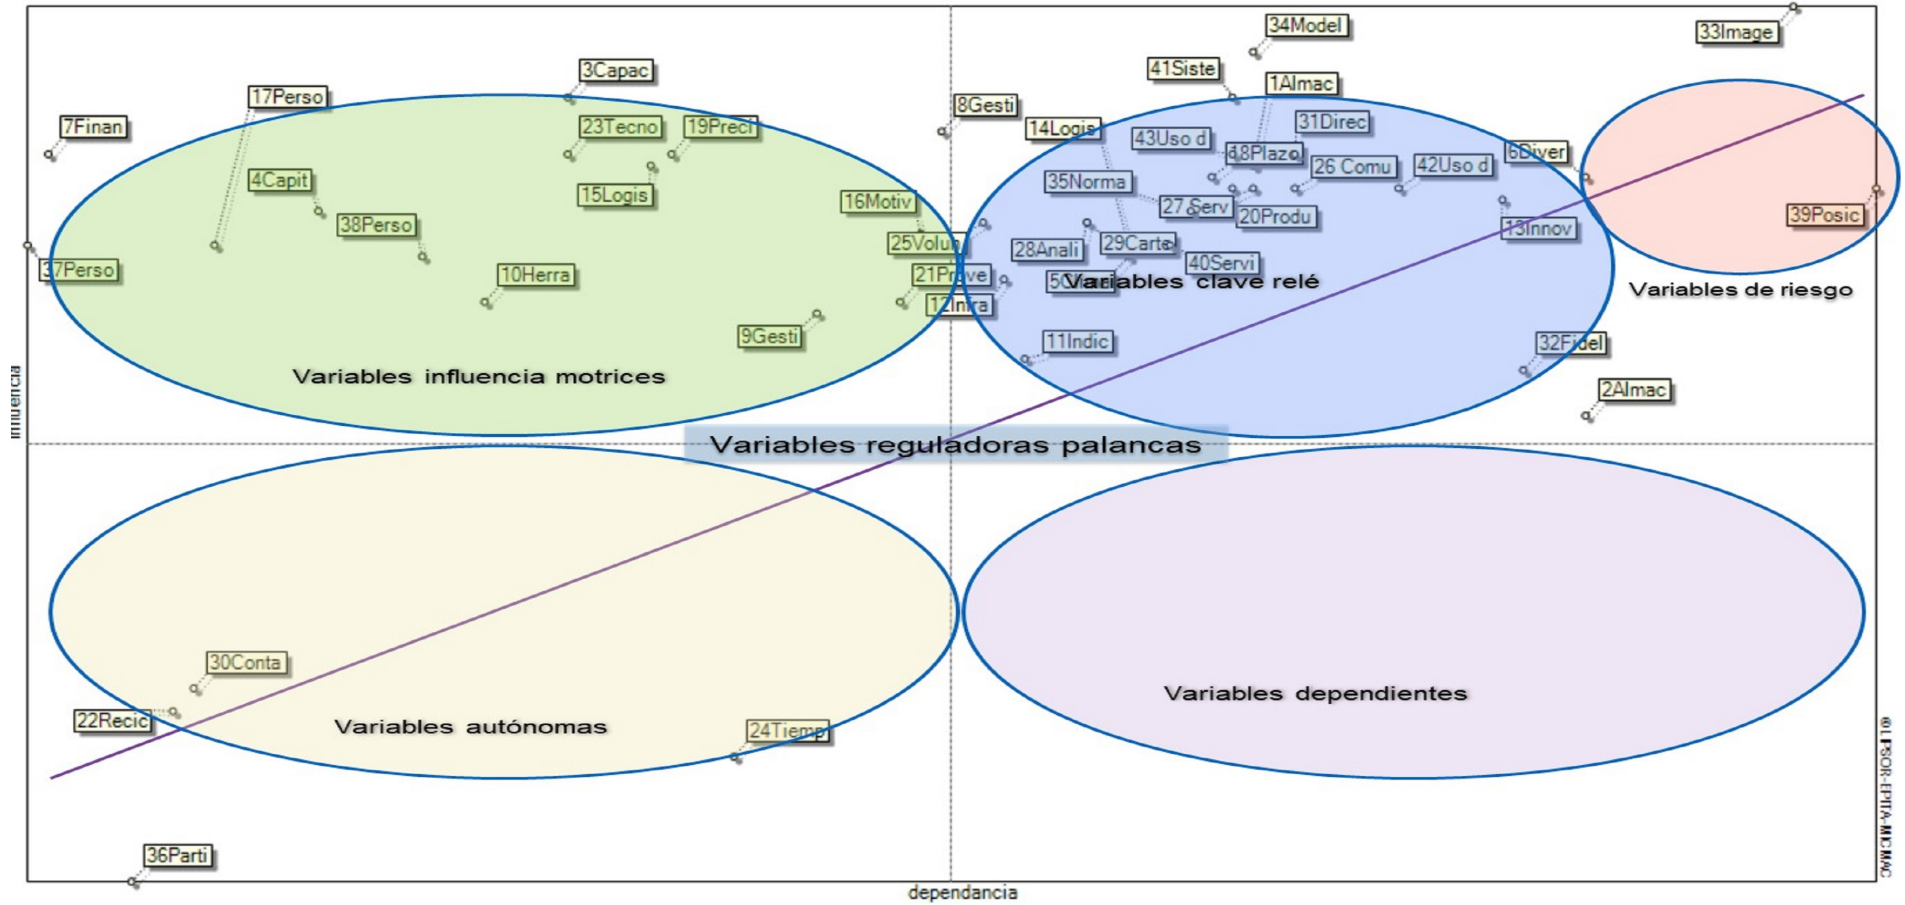 34Model
33Image
3Capac
41Siste
1Almac
17Perso
8Gesti
7Finan
23Tecno
19Preci
14Logis
31Direc
43Uso d
18Plazo
6Diver
26 Comu
42Uso d
4Capit
15Logis
35Norma
16Motiv
27 Serv
20Produ
39Posic
38Perso
13Innov
25Volun
28Anali
29Carte
40Servi
37Perso
10Herra
21Prove
Variables clave relé
Variables de riesgo
12Infra
9Gesti
11Indic
32Fidel
Variables influencia motrices
2Almac
influencia
Variables reguladoras palancas
30Conta
22Recic
Variables autónomas
24Tiemp
Variables dependientes
©LIPSOR-EPITA-MICMAC
36Parti
dependancia